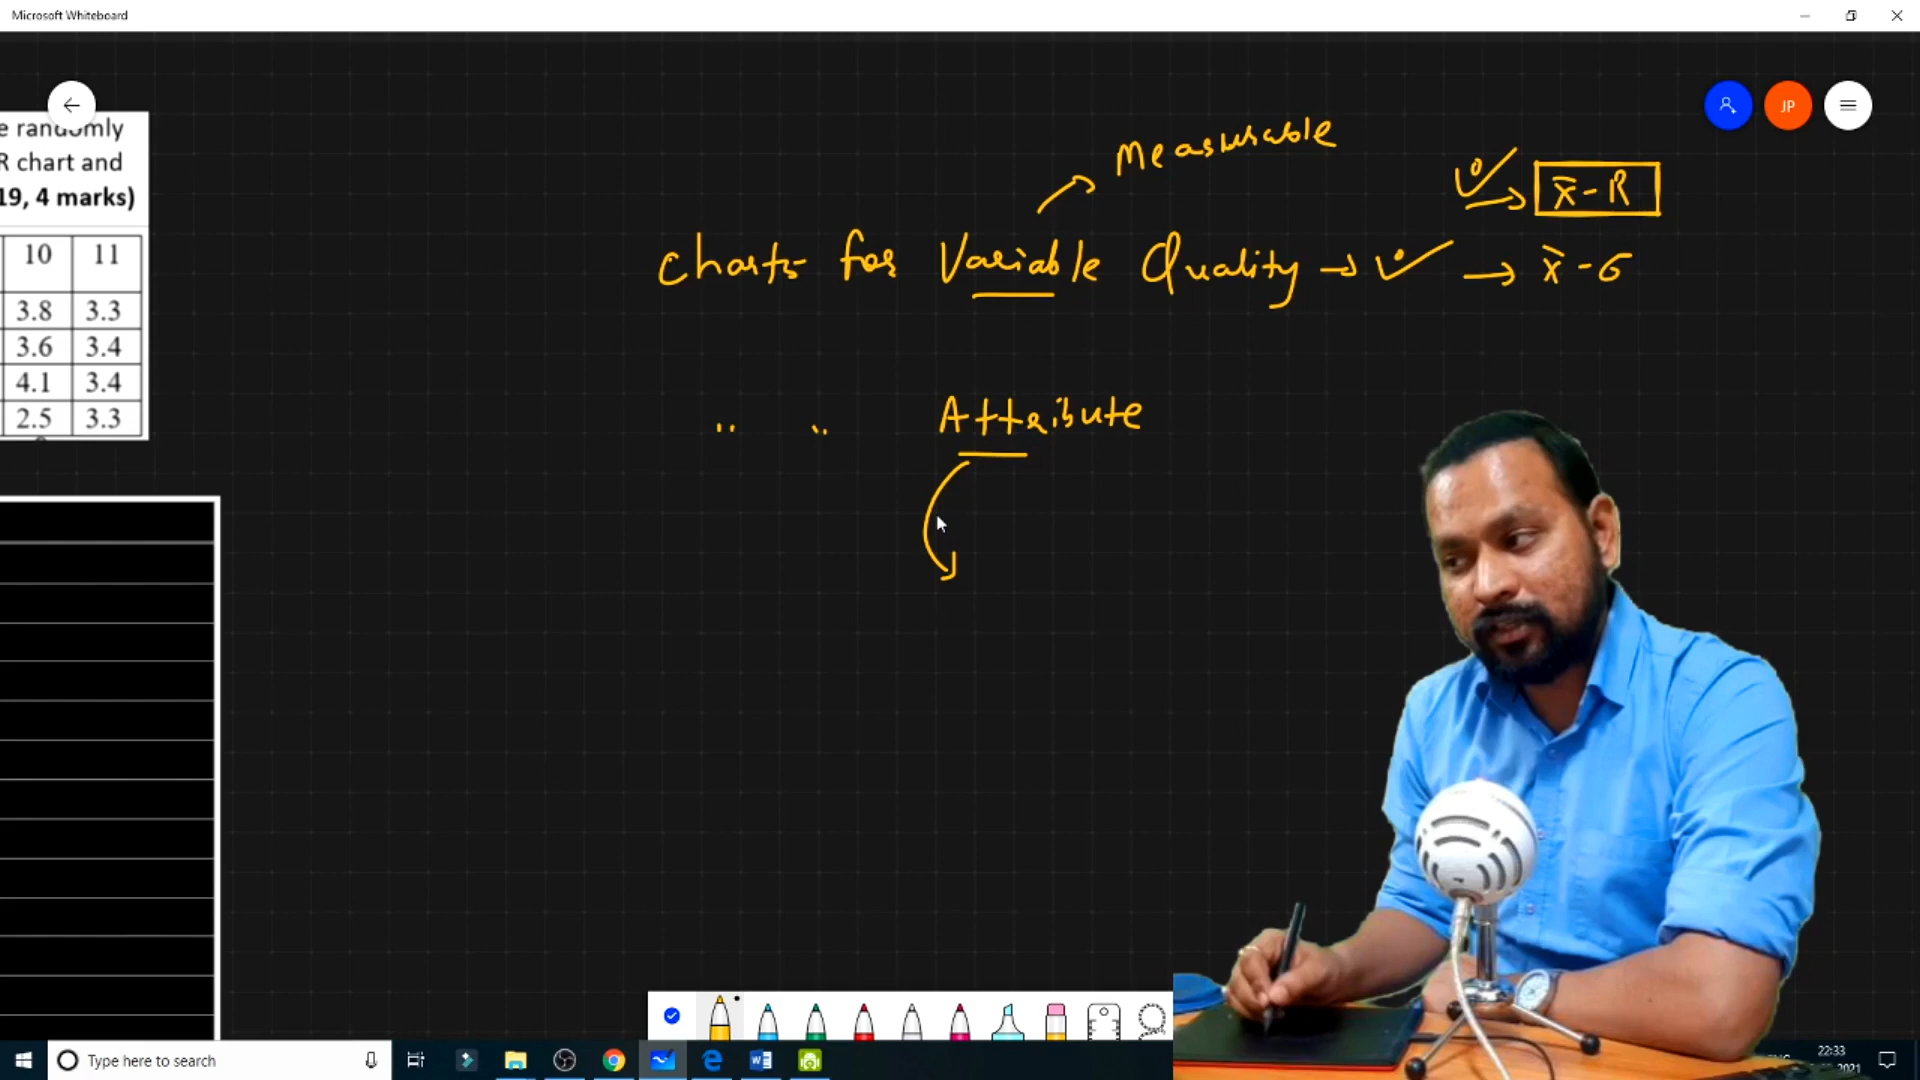 Microsoft Whiteboard
JP
e randomly
R chart and
19, 4 marks)
10 11
3.8 3.3
3.6 3.4
4.1 3.4
2.5 3.3
Measurable
x̄-R
Charts for Variable Quality → ✓ → x̄-σ
" " Attribute
Type here to search
22:33
2021